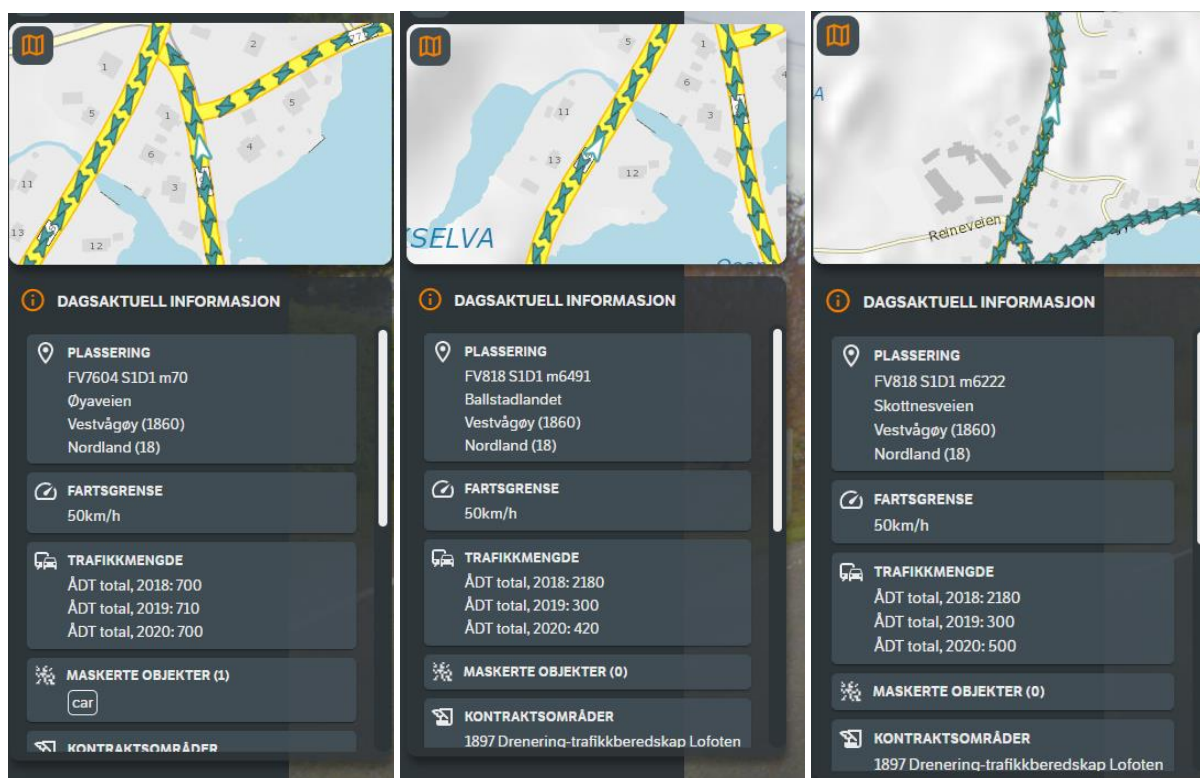 2
77
1
5
1
5
6
4
3
11
13
12
DAGSAKTUELL INFORMASJON
PLASSERING
FV7604 S1D1 m70
Øyaveien
Vestvågøy (1860)
Nordland (18)
FARTSGRENSE
50km/h
TRAFIKKMENGDE
ÅDT total, 2018: 700
ÅDT total, 2019: 710
ÅDT total, 2020: 700
MASKERTE OBJEKTER (1)
car
KONTRAKTSOMRÅDER
5
1
6
11
3
13
12
SELVA
DAGSAKTUELL INFORMASJON
PLASSERING
FV818 S1D1 m6491
Ballstadlandet
Vestvågøy (1860)
Nordland (18)
FARTSGRENSE
50km/h
TRAFIKKMENGDE
ÅDT total, 2018: 2180
ÅDT total, 2019: 300
ÅDT total, 2020: 420
MASKERTE OBJEKTER (0)
KONTRAKTSOMRÅDER
1897 Drenering-trafikkberedskap Lofoten
A
Reineveien
DAGSAKTUELL INFORMASJON
PLASSERING
FV818 S1D1 m6222
Skottnesveien
Vestvågøy (1860)
Nordland (18)
FARTSGRENSE
50km/h
TRAFIKKMENGDE
ÅDT total, 2018: 2180
ÅDT total, 2019: 300
ÅDT total, 2020: 500
MASKERTE OBJEKTER (0)
KONTRAKTSOMRÅDER
1897 Drenering-trafikkberedskap Lofoten